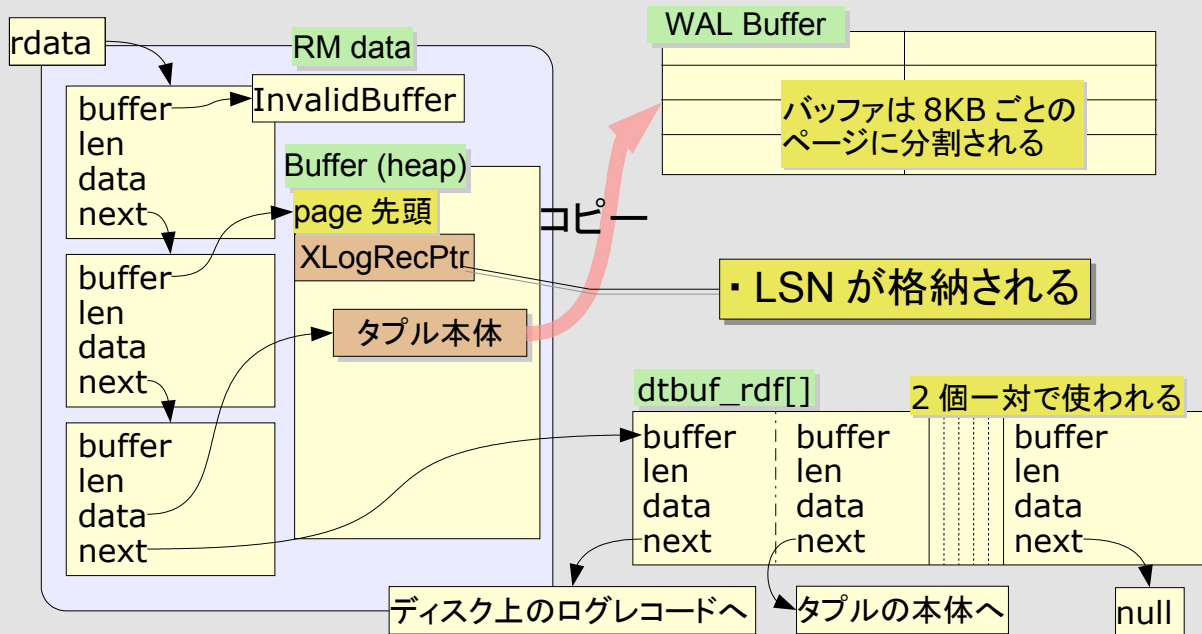 rdata
RM data
buffer
len
data
next
InvalidBuffer
buffer
len
data
next
buffer
len
data
next
Buffer (heap)
page 先頭
XLogRecPtr
タプル本体
コピー
WAL Buffer
バッファは 8KB ごとの
ページに分割される
・LSN が格納される
dtbuf_rdf[]
2 個一対で使われる
buffer
len
data
next
buffer
len
data
next
buffer
len
data
next
ディスク上のログレコードへ
タプルの本体へ
null